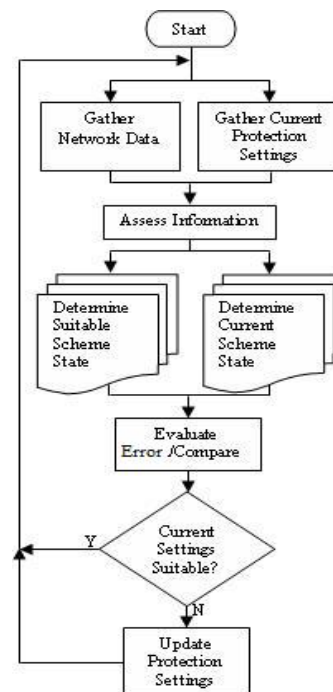 Start
Gather
Network Data
Gather Current
Protection
Settings
Assess Information
Determine
Suitable
Scheme
State
Determine
Current
Scheme
State
Evaluate
Error /Compare
Current
Settings
Suitable?
Y
N
Update
Protection
Settings